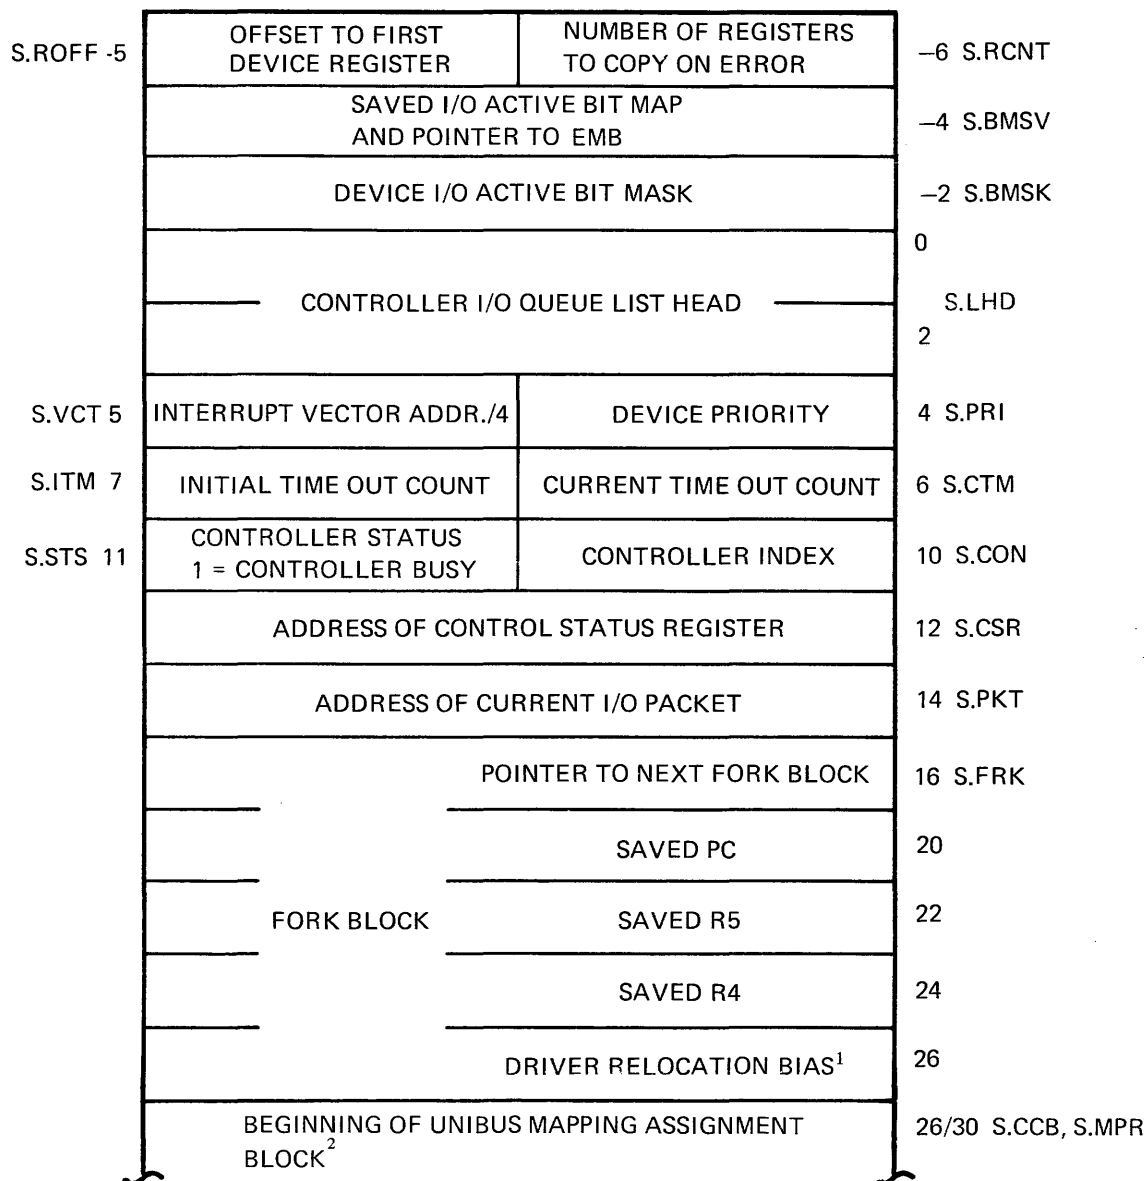 OFFSET TO FIRST
DEVICE REGISTER
NUMBER OF REGISTERS
TO COPY ON ERROR
S.ROFF -5
–6 S.RCNT
SAVED I/O ACTIVE BIT MAP
AND POINTER TO EMB
–4 S.BMSV
DEVICE I/O ACTIVE BIT MASK
–2 S.BMSK
0
CONTROLLER I/O QUEUE LIST HEAD
S.LHD
2
S.VCT 5
INTERRUPT VECTOR ADDR./4
DEVICE PRIORITY
4 S.PRI
S.ITM 7
INITIAL TIME OUT COUNT
CURRENT TIME OUT COUNT
6 S.CTM
S.STS 11
CONTROLLER STATUS
1 = CONTROLLER BUSY
CONTROLLER INDEX
10 S.CON
ADDRESS OF CONTROL STATUS REGISTER
12 S.CSR
ADDRESS OF CURRENT I/O PACKET
14 S.PKT
POINTER TO NEXT FORK BLOCK
16 S.FRK
SAVED PC
20
FORK BLOCK
SAVED R5
22
SAVED R4
24
DRIVER RELOCATION BIAS¹
26
BEGINNING OF UNIBUS MAPPING ASSIGNMENT
BLOCK²
26/30 S.CCB, S.MPR